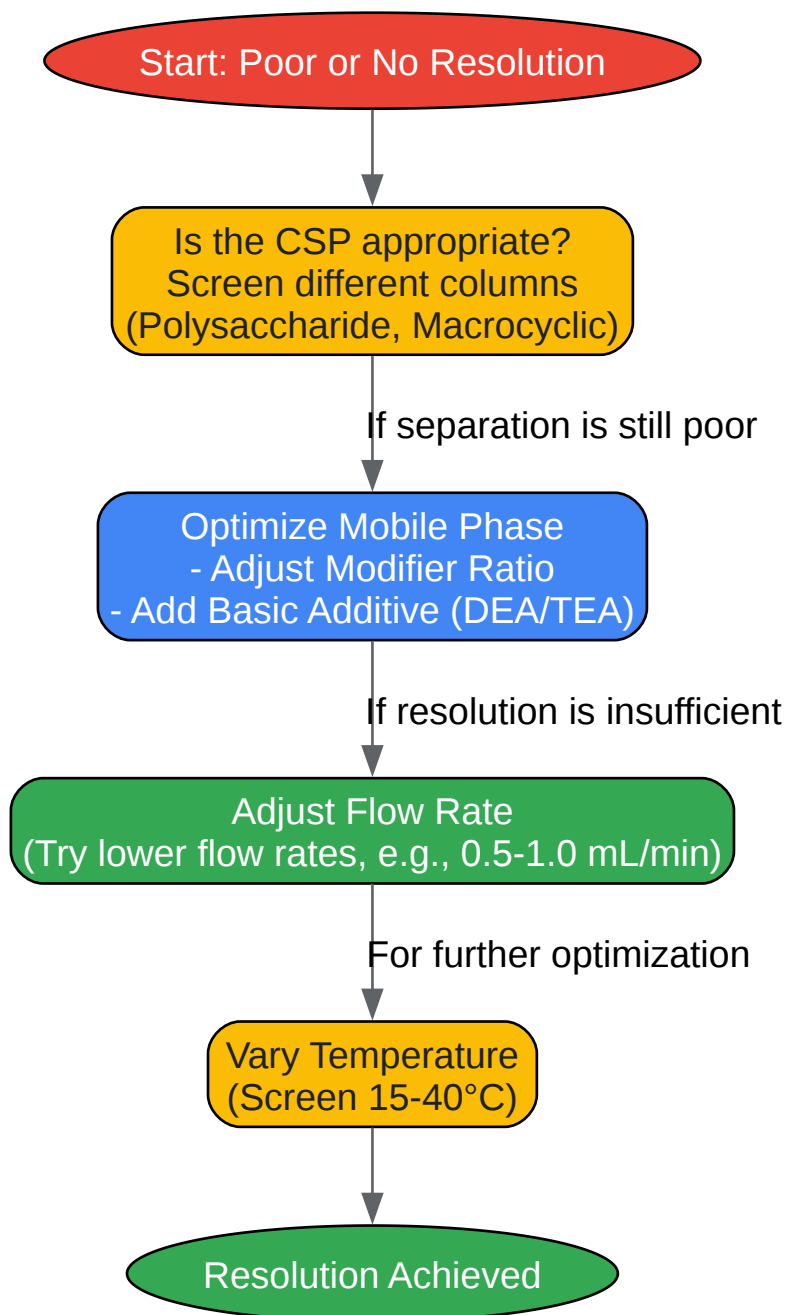 Start: Poor or No Resolution
Is the CSP appropriate?
Screen different columns
(Polysaccharide, Macrocyclic)
If separation is still poor
Optimize Mobile Phase
- Adjust Modifier Ratio
- Add Basic Additive (DEA/TEA)
If resolution is insufficient
Adjust Flow Rate
(Try lower flow rates, e.g., 0.5-1.0 mL/min)
For further optimization
Vary Temperature
(Screen 15-40°C)
Resolution Achieved